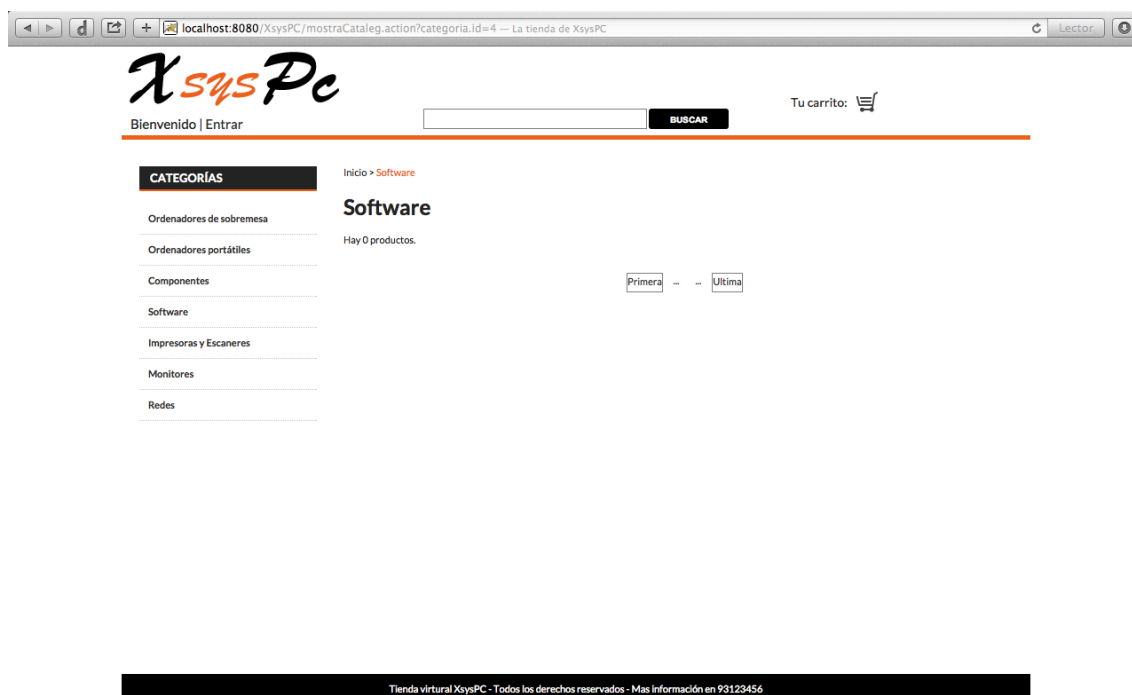 localhost:8080/XsysPC/mostraCataleg.action?categoria.id=4 — La tienda de XsysPC
Lector
XsysPc
Bienvenido | Entrar
BUSCAR
Tu carrito:
CATEGORÍAS
Ordenadores de sobremesa
Ordenadores portátiles
Componentes
Software
Impresoras y Escaneres
Monitores
Redes
Inicio > Software
Software
Hay 0 productos.
Primera ... ... Ultima
Tienda virtural XsysPC - Todos los derechos reservados - Mas información en 93123456